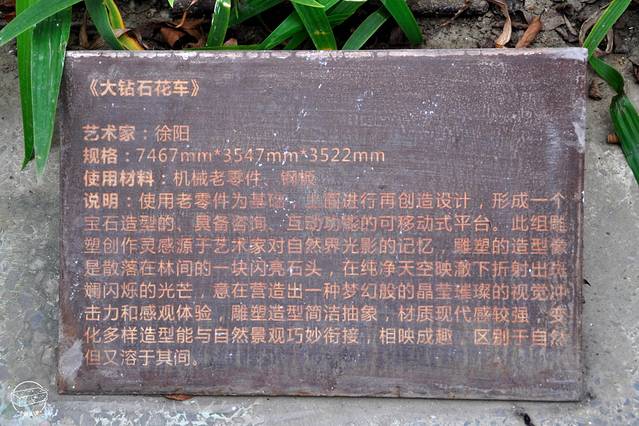 《大钻石花车》
艺术家：徐阳
规格：7467mm*3547mm*3522mm
使用材料：机械老零件、钢板
说明：使用老零件为基础，上面进行再创造设计，形成一个
宝石造型的、具备咨询、互动功能的可移动式平台。此组雕
塑创作灵感源于艺术家对自然界光影的记忆，雕塑的造型像
是散落在林间的一块闪亮石头，在纯净天空映澈下折射出斑
斓闪烁的光芒，意在营造出一种梦幻般的晶莹璀璨的视觉冲
击力和感观体验，雕塑造型简洁抽象，材质现代感较强，变
化多样造型能与自然景观巧妙衔接，相映成趣，区别于自然
但又溶于其间。